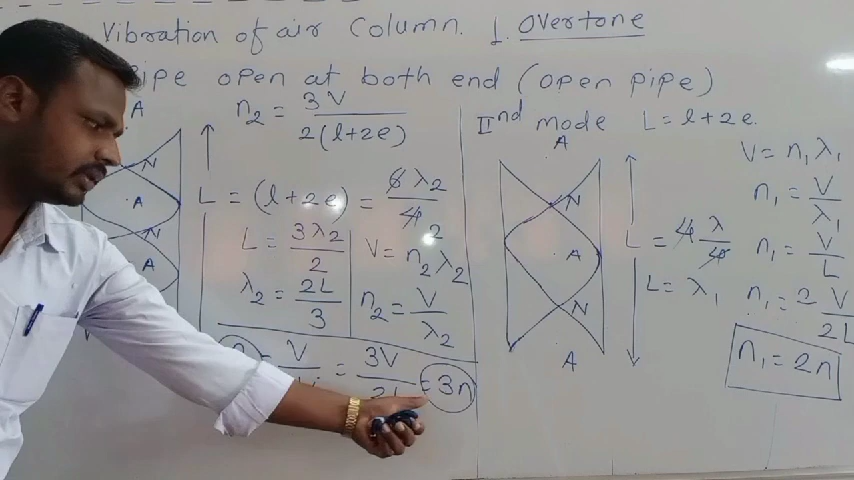 Vibration of air Column. 1. Overtone
Pipe open at both end (open pipe)
A
n₂ = 3V / 2(l+2e)
N
A
N
A
L = (l+2e) = 6λ₂ / 4 2
L = 3λ₂ / 2
λ₂ = 2L / 3
V = n₂λ₂
n₂ = V / λ₂
= V = 3V / 2L = 3n
IInd mode L = l+2e.
A
N
A
N
A
L = 4 λ / 4
L = λ₁
V = n₁λ₁
n₁ = V / λ₁
n₁ = V / L
n₁ = 2 V / 2L
n₁ = 2n